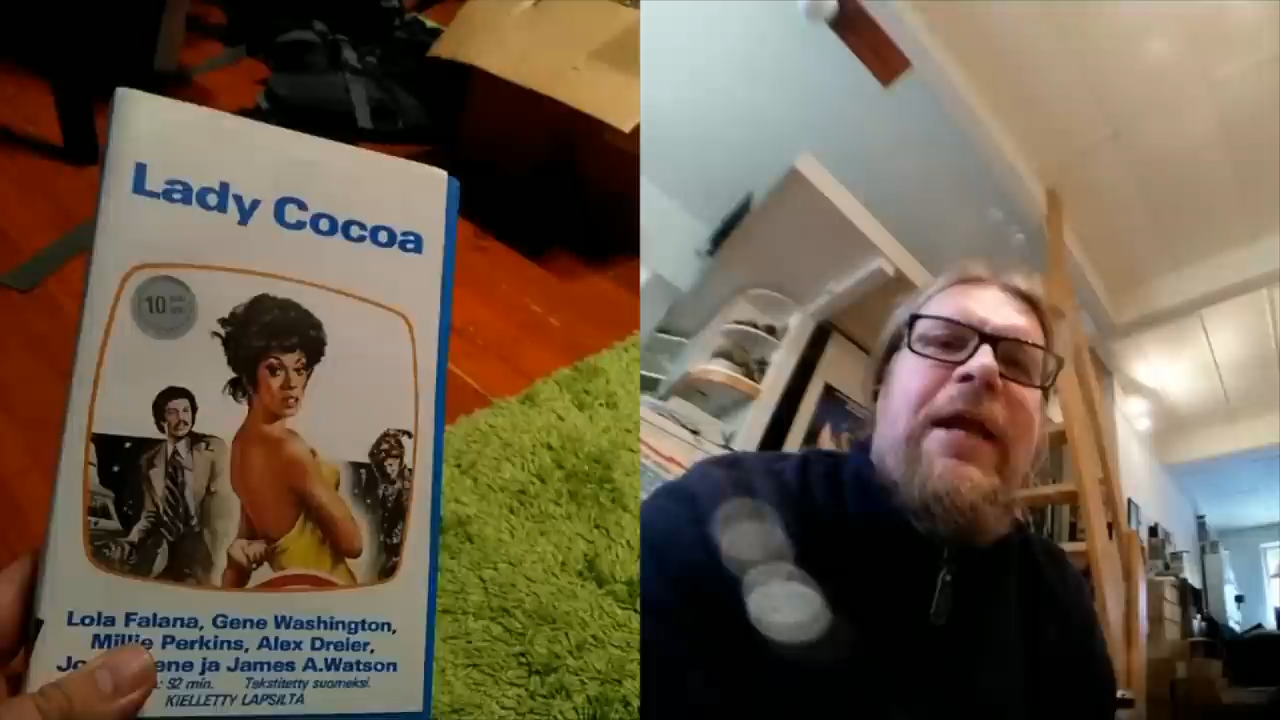 Lady Cocoa
10
Lola Falana, Gene Washington,
Millie Perkins, Alex Dreier,
ja James A.Watson
92 min. Tekstitetty suomeksi.
KIELLETTY LAPSILTA